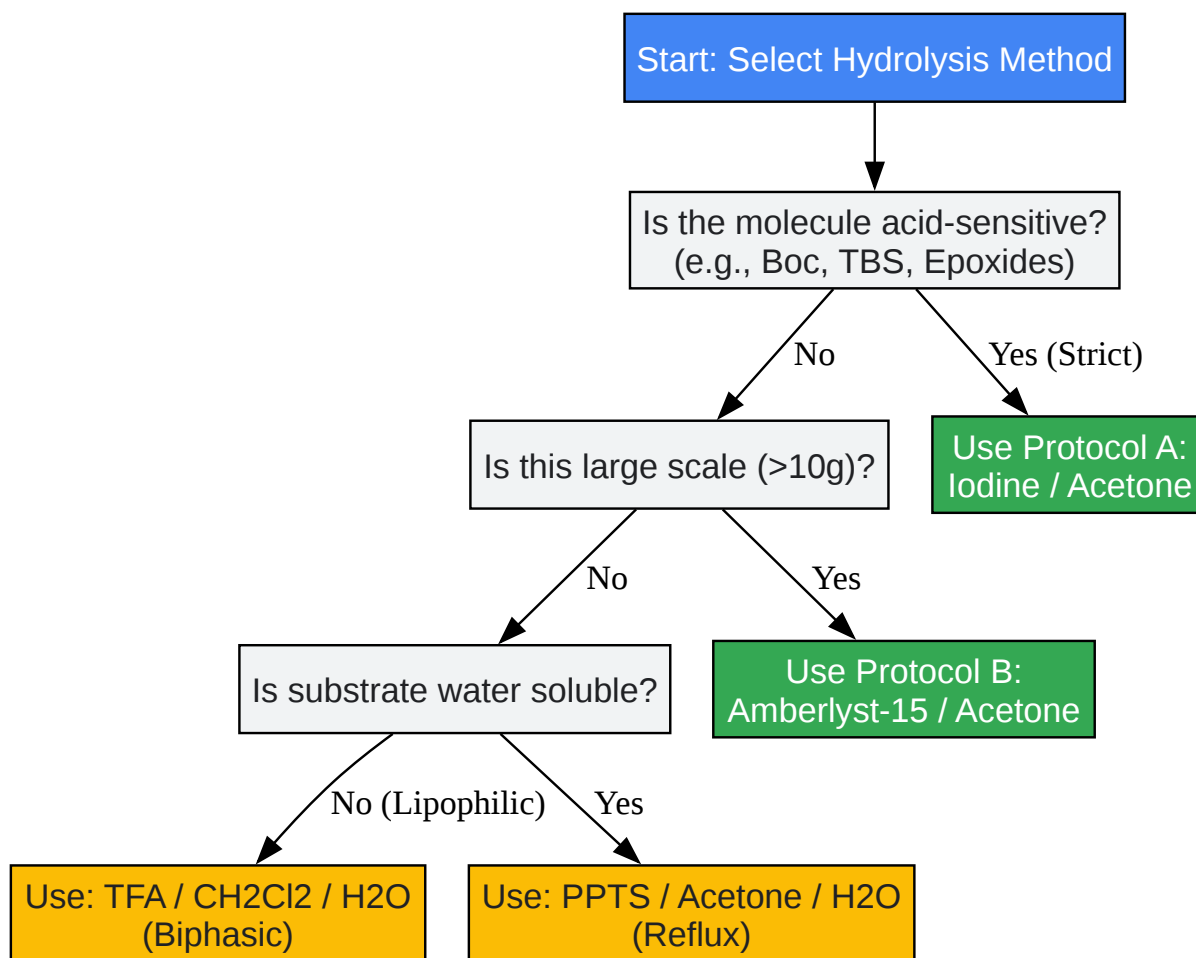 Start: Select Hydrolysis Method
Is the molecule acid-sensitive?
(e.g., Boc, TBS, Epoxides)
No
Yes (Strict)
Is this large scale (>10g)?
Use Protocol A:
Iodine / Acetone
No
Yes
Is substrate water soluble?
Use Protocol B:
Amberlyst-15 / Acetone
No (Lipophilic)
Yes
Use: TFA / CH2Cl2 / H2O
(Biphasic)
Use: PPTS / Acetone / H2O
(Reflux)